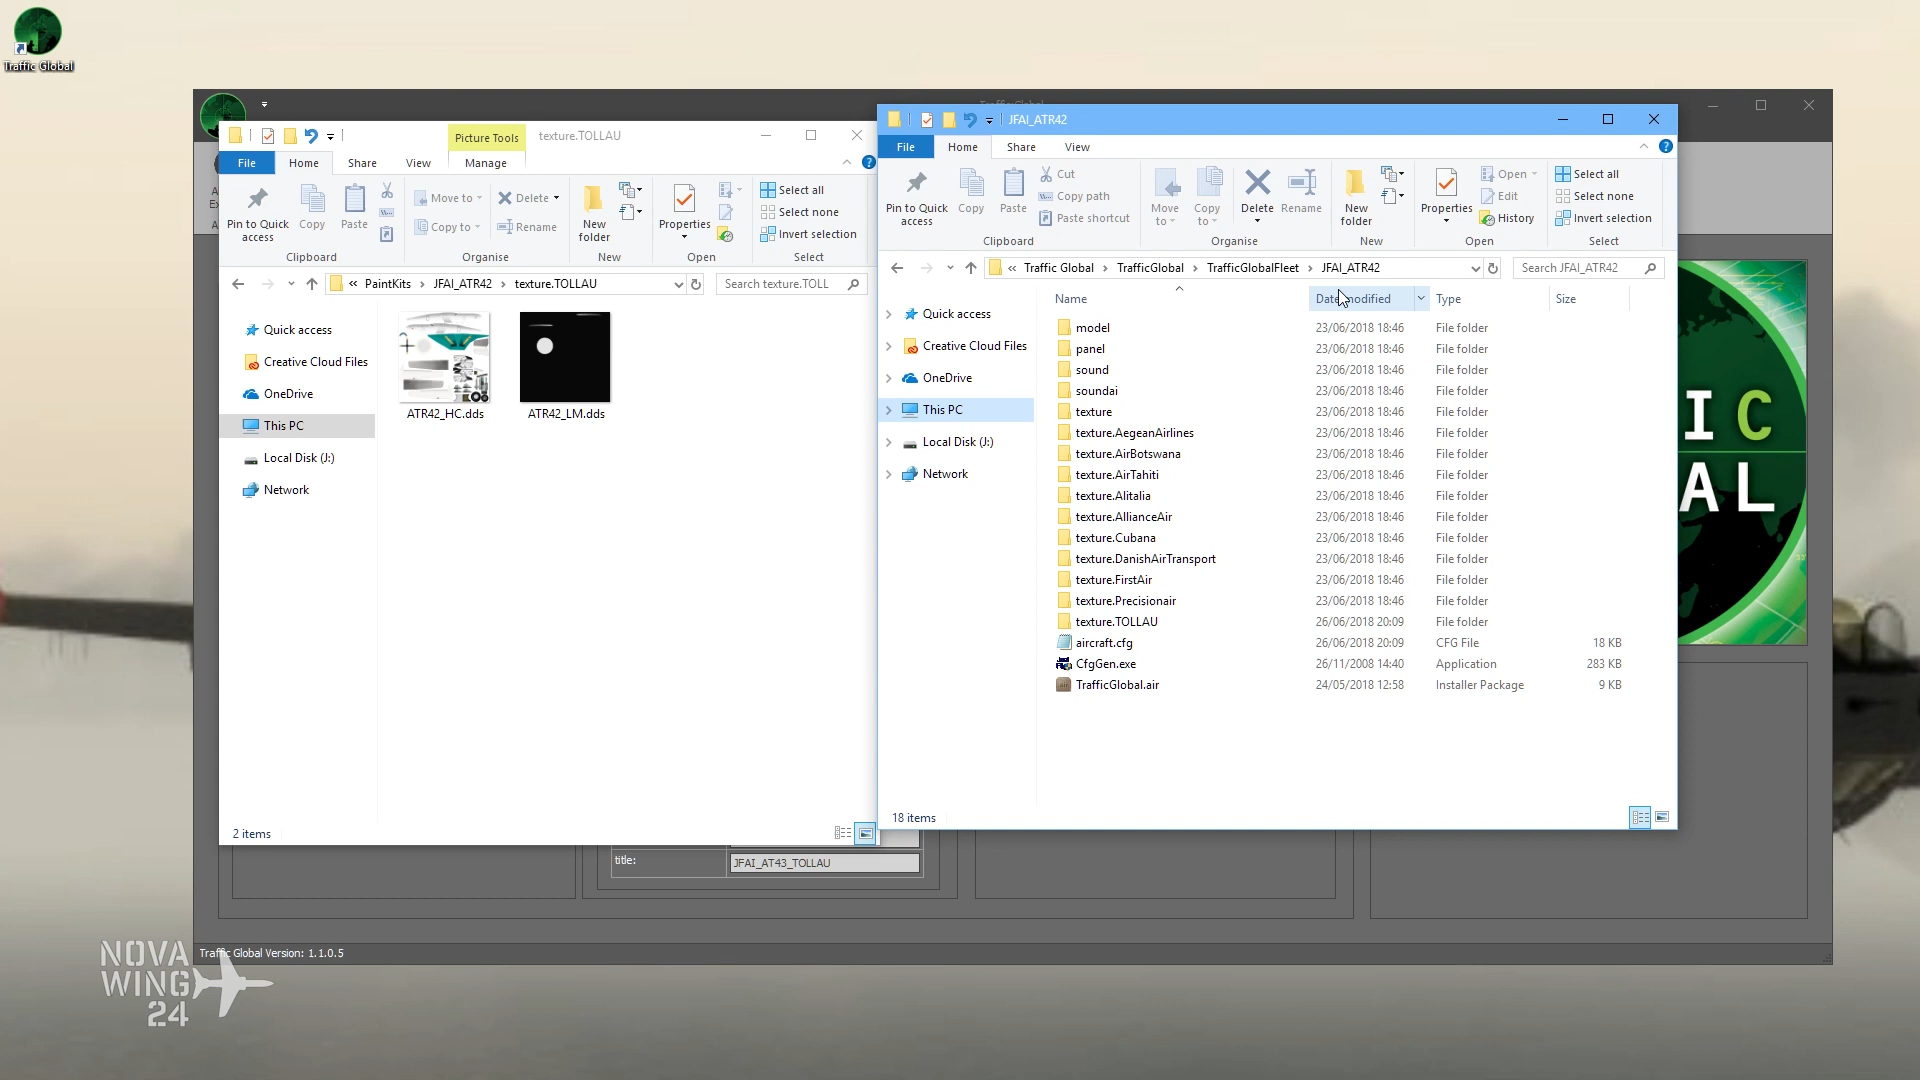 Traffic Global
Traffic Global
Picture Tools
texture.TOLLAU
File
Home
Share
View
Manage
Pin to Quick access
Copy
Paste
Move to
Copy to
Delete
Rename
New folder
Properties
Select all
Select none
Invert selection
Clipboard
Organise
New
Open
Select
« PaintKits > JFAI_ATR42 > texture.TOLLAU
Search texture.TOLL
Quick access
Creative Cloud Files
OneDrive
This PC
Local Disk (J:)
Network
ATR42_HC.dds
ATR42_LM.dds
2 items
JFAI_ATR42
File
Home
Share
View
Pin to Quick access
Copy
Paste
Cut
Copy path
Paste shortcut
Move to
Copy to
Delete
Rename
New folder
Properties
Open
Edit
History
Select all
Select none
Invert selection
Clipboard
Organise
New
Open
Select
« Traffic Global > TrafficGlobal > TrafficGlobalFleet > JFAI_ATR42
Search JFAI_ATR42
Quick access
Creative Cloud Files
OneDrive
This PC
Local Disk (J:)
Network
Name Date modified Type Size
model 23/06/2018 18:46 File folder
panel 23/06/2018 18:46 File folder
sound 23/06/2018 18:46 File folder
soundai 23/06/2018 18:46 File folder
texture 23/06/2018 18:46 File folder
texture.AegeanAirlines 23/06/2018 18:46 File folder
texture.AirBotswana 23/06/2018 18:46 File folder
texture.AirTahiti 23/06/2018 18:46 File folder
texture.Alitalia 23/06/2018 18:46 File folder
texture.AllianceAir 23/06/2018 18:46 File folder
texture.Cubana 23/06/2018 18:46 File folder
texture.DanishAirTransport 23/06/2018 18:46 File folder
texture.FirstAir 23/06/2018 18:46 File folder
texture.Precisionair 23/06/2018 18:46 File folder
texture.TOLLAU 26/06/2018 20:09 File folder
aircraft.cfg 26/06/2018 20:09 CFG File 18 KB
CfgGen.exe 26/11/2008 14:40 Application 283 KB
TrafficGlobal.air 24/05/2018 12:58 Installer Package 9 KB
18 items
IC
AL
title: JFAI_AT43_TOLLAU
Traffic Global Version: 1.1.0.5
NOVA
WING
24